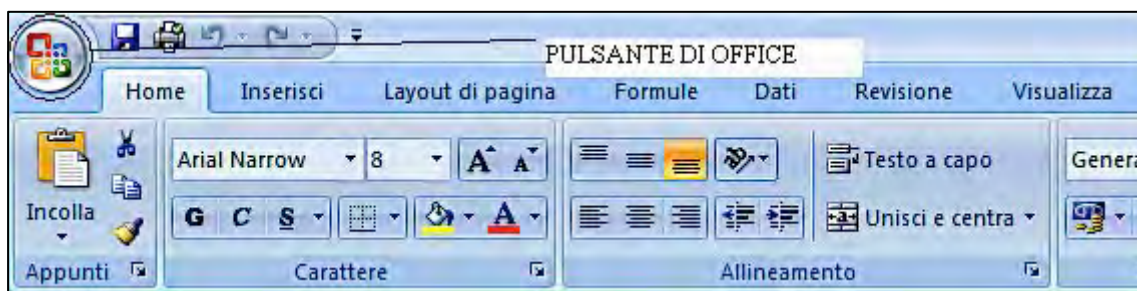 PULSANTE DI OFFICE
Home Inserisci Layout di pagina Formule Dati Revisione Visualizza
Arial Narrow 8 A A Testo a capo Genera
Incolla G C S A Unisci e centra
Appunti Carattere Allineamento